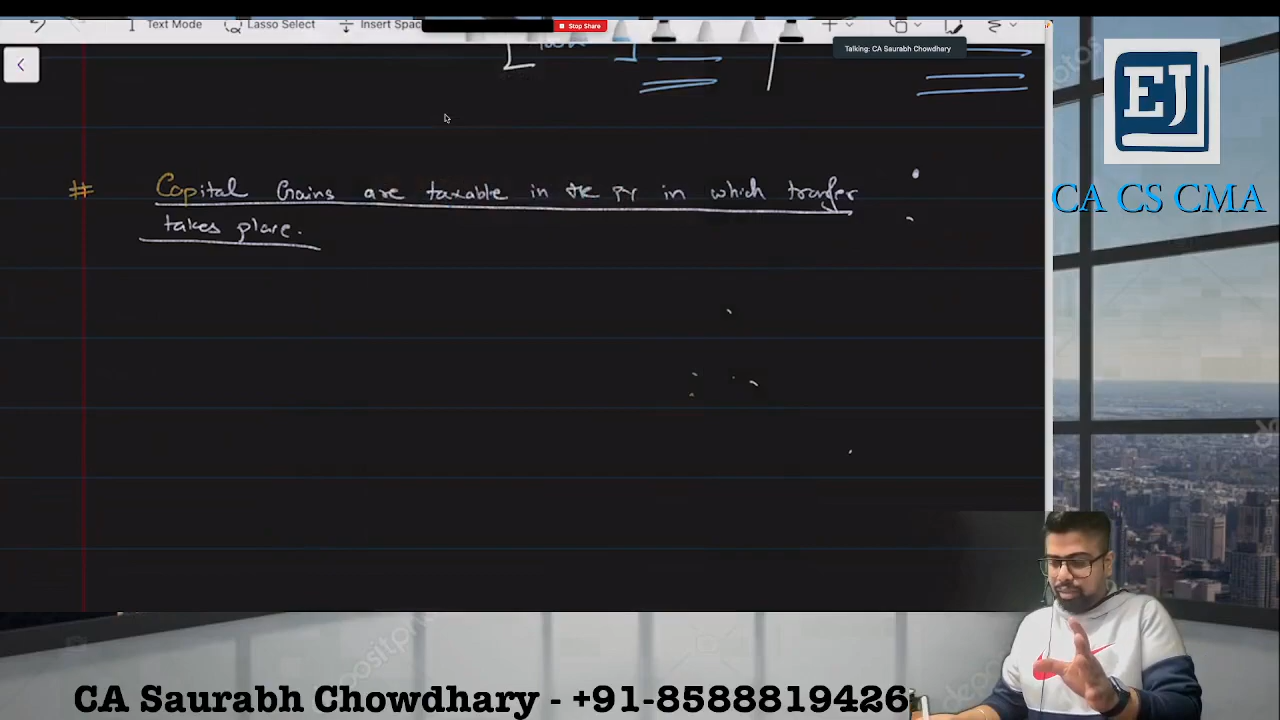 Text Mode Lasso Select Insert Spac Stop Share
Talking: CA Saurabh Chowdhary
EJ
CA CS CMA
# Capital Gains are taxable in the PY in which transfer
takes place.
CA Saurabh Chowdhary - +91-8588819426
depositphotos